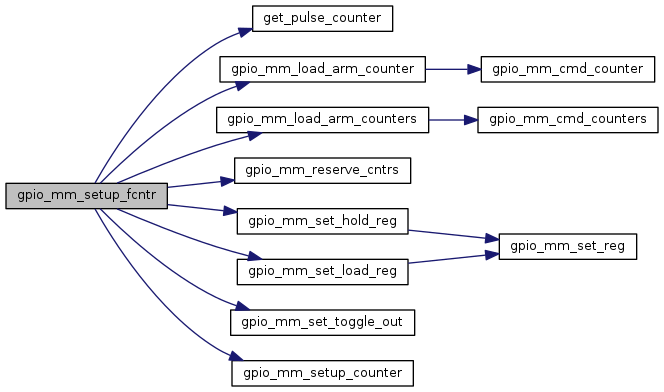 get_pulse_counter
gpio_mm_load_arm_counter
gpio_mm_cmd_counter
gpio_mm_load_arm_counters
gpio_mm_cmd_counters
gpio_mm_reserve_cntrs
gpio_mm_setup_fcntr
gpio_mm_set_hold_reg
gpio_mm_set_reg
gpio_mm_set_load_reg
gpio_mm_set_toggle_out
gpio_mm_setup_counter